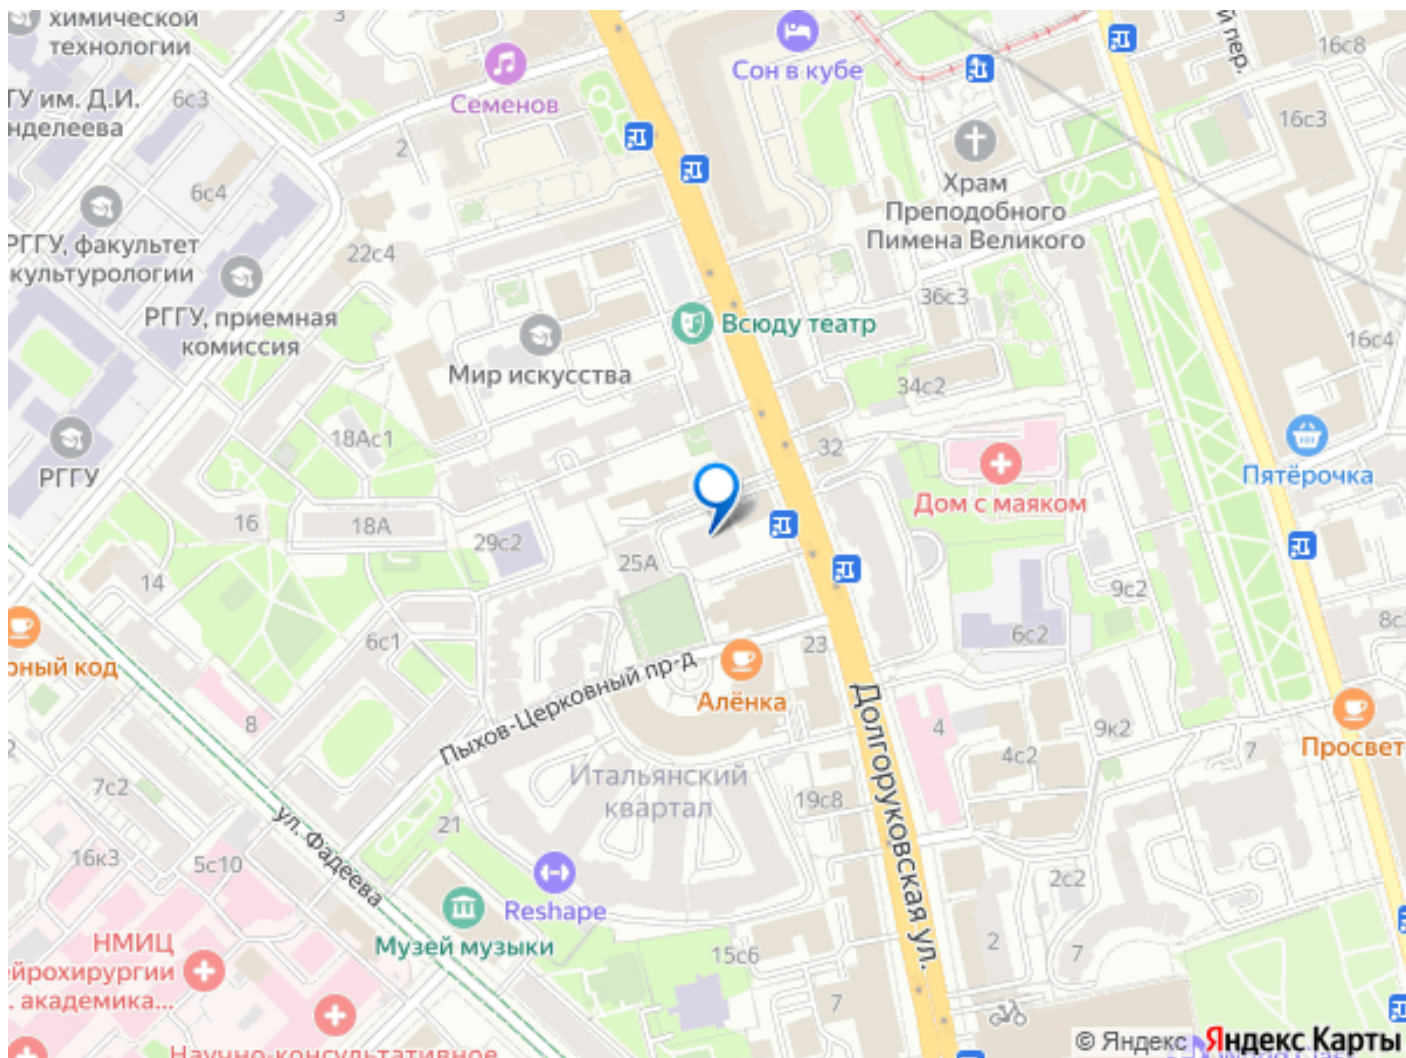 химической
технологии
3
ГУ им. Д.И.
нделеева
6с3
Семенов
Сон в кубе
й пер.
16с8
16с3
2
6с4
Храм
Преподобного
Пимена Великого
РГГУ, факультет
культурологии
22с4
РГГУ, приемная
комиссия
36с3
Всюду театр
16с4
Мир искусства
34с2
18Ас1
32
РГГУ
Пятёрочка
Дом с маяком
16
18А
29с2
25А
14
9с2
6с1
6с2
8с
23
рный код
Пыхов-Церковный пр-д
Алёнка
8
Долгоруковская ул.
4
9к2
4с2
7
Просвет
Итальянский
квартал
7с2
19с8
21
ул. Фадеева
16к3
5с10
2с2
Reshape
НМИЦ
ейрохирургии
. академика...
Музей музыки
15с6
2
7
7
Научно-консультативное
© Яндекс Яндекс Карты